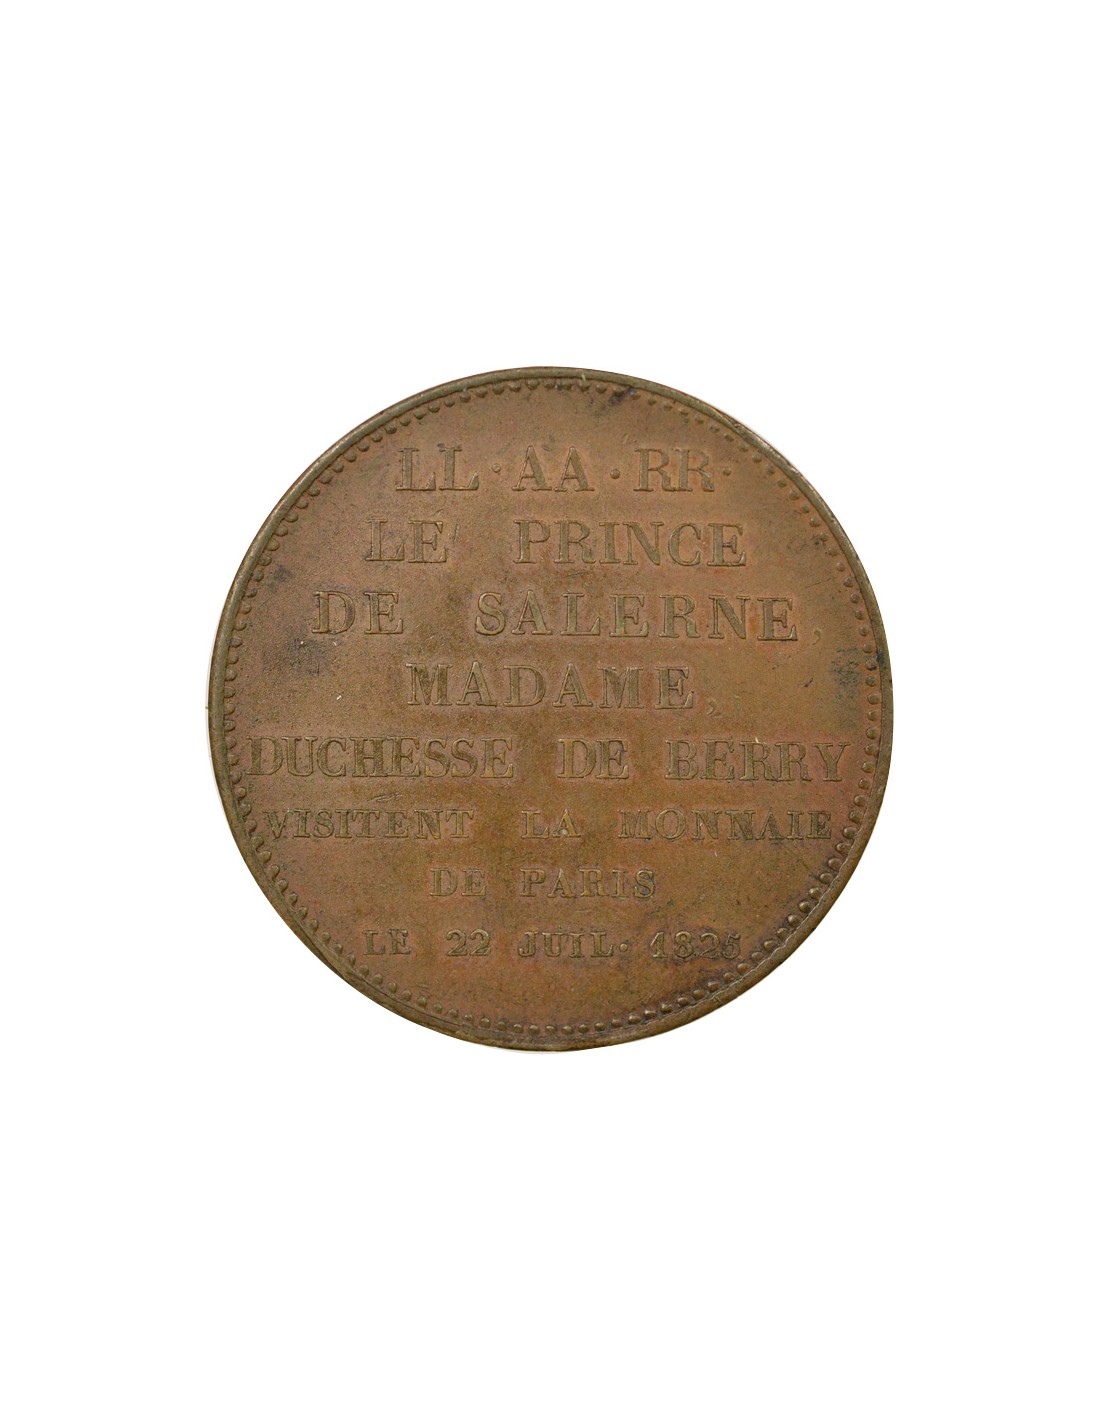 LL · AA · RR ·
LE PRINCE
DE SALERNE,
MADAME,
DUCHESSE DE BERRY
VISITENT LA MONNAIE
DE PARIS
LE 22 JUIL · 1825